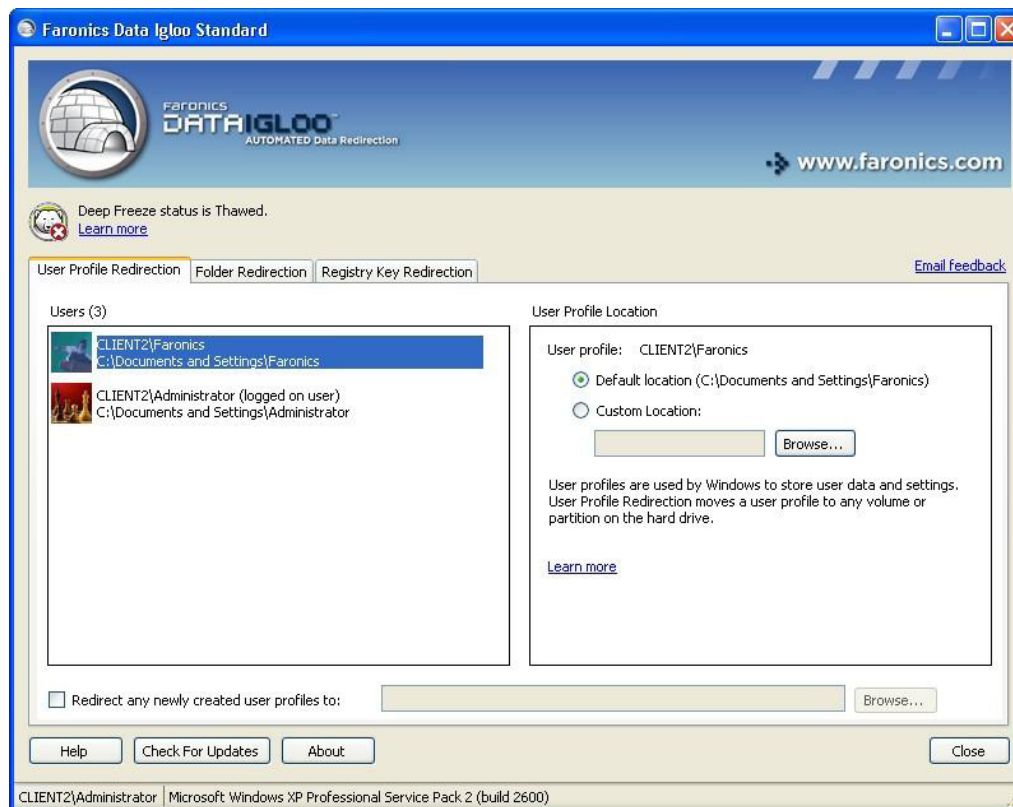 Faronics Data Igloo Standard
FARONICS
DATAIGLOO™
AUTOMATED Data Redirection
www.faronics.com
Deep Freeze status is Thawed.
Learn more
User Profile Redirection
Folder Redirection
Registry Key Redirection
Email feedback
Users (3)
CLIENT2\Faronics
C:\Documents and Settings\Faronics
CLIENT2\Administrator (logged on user)
C:\Documents and Settings\Administrator
User Profile Location
User profile: CLIENT2\Faronics
Default location (C:\Documents and Settings\Faronics)
Custom Location:
Browse...
User profiles are used by Windows to store user data and settings.
User Profile Redirection moves a user profile to any volume or
partition on the hard drive.
Learn more
Redirect any newly created user profiles to:
Browse...
Help
Check For Updates
About
Close
CLIENT2\Administrator
Microsoft Windows XP Professional Service Pack 2 (build 2600)